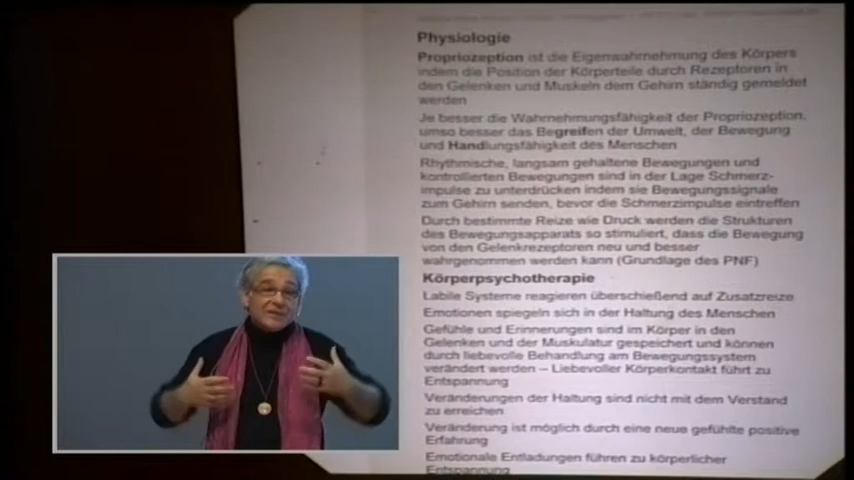 Physiologie
Propriozeption ist die Eigenwahrnehmung des Körpers
indem die Position der Körperteile durch Rezeptoren in
den Gelenken und Muskeln dem Gehirn ständig gemeldet
werden
Je besser die Wahrnehmungsfähigkeit der Propriozeption,
umso besser das Begreifen der Umwelt, der Bewegung
und Handlungsfähigkeit des Menschen
Rhythmische, langsam gehaltene Bewegungen und
kontrollierten Bewegungen sind in der Lage Schmerz-
impulse zu unterdrücken indem sie Bewegungssignale
zum Gehirn senden, bevor die Schmerzimpulse eintreffen
Durch bestimmte Reize wie Druck werden die Strukturen
des Bewegungsapparats so stimuliert, dass die Bewegung
von den Gelenkrezeptoren neu und besser
wahrgenommen werden kann (Grundlage des PNF)
Körperpsychotherapie
Labile Systeme reagieren überschießend auf Zusatzreize
Emotionen spiegeln sich in der Haltung des Menschen
Gefühle und Erinnerungen sind im Körper in den
Gelenken und der Muskulatur gespeichert und können
durch liebevolle Behandlung am Bewegungssystem
verändert werden – Liebevoller Körperkontakt führt zu
Entspannung
Veränderungen der Haltung sind nicht mit dem Verstand
zu erreichen
Veränderung ist möglich durch eine neue gefühlte positive
Erfahrung
Emotionale Entladungen führen zu körperlicher
Entspannung